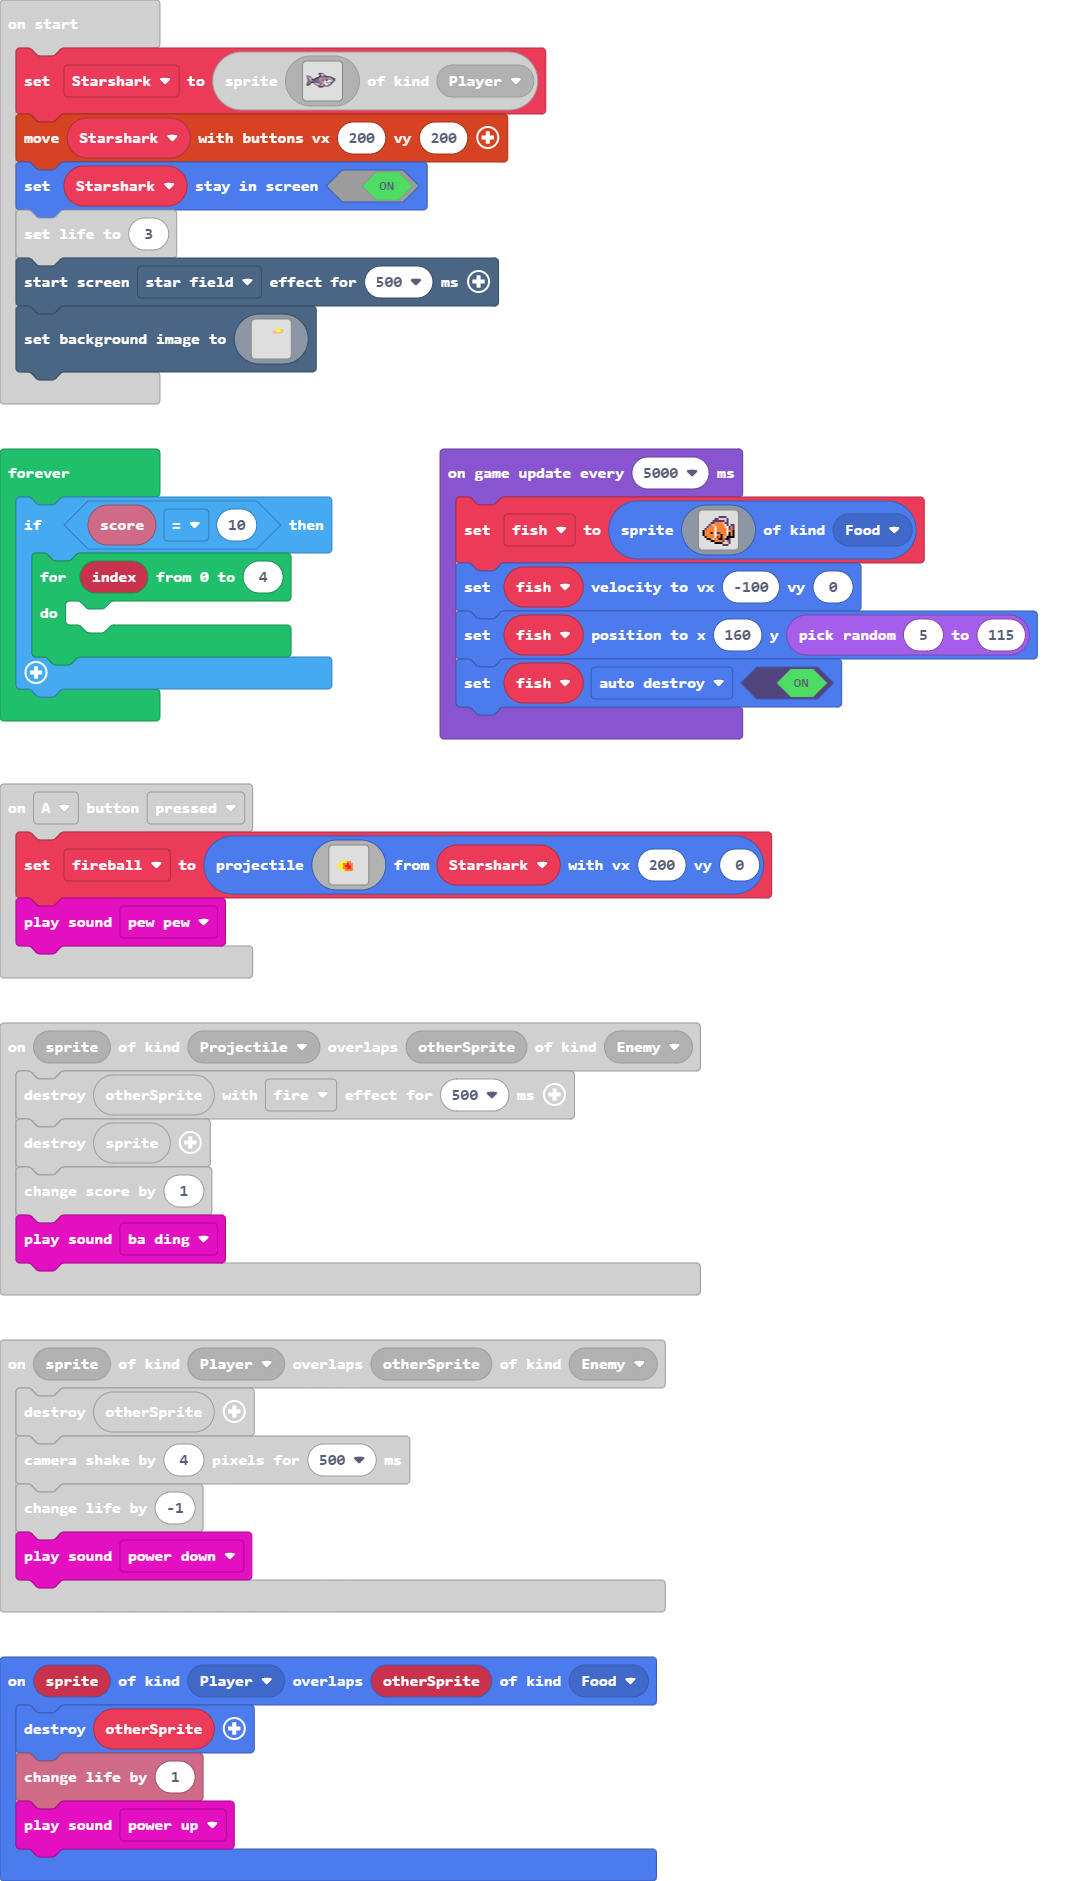 on start
set Starshark to sprite of kind Player
move Starshark with buttons vx 200 vy 200
set Starshark stay in screen ON
set life to 3
start screen star field effect for 500 ms
set background image to
forever
if score = 10 then
for index from 0 to 4
do
on game update every 5000 ms
set fish to sprite of kind Food
set fish velocity to vx -100 vy 0
set fish position to x 160 y pick random 5 to 115
set fish auto destroy ON
on A button pressed
set fireball to projectile from Starshark with vx 200 vy 0
play sound pew pew
on sprite of kind Projectile overlaps otherSprite of kind Enemy
destroy otherSprite with fire effect for 500 ms
destroy sprite
change score by 1
play sound ba ding
on sprite of kind Player overlaps otherSprite of kind Enemy
destroy otherSprite
camera shake by 4 pixels for 500 ms
change life by -1
play sound power down
on sprite of kind Player overlaps otherSprite of kind Food
destroy otherSprite
change life by 1
play sound power up